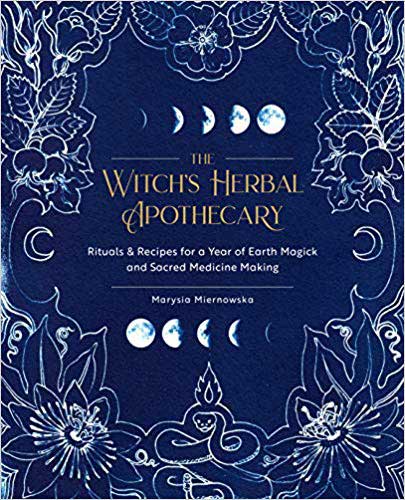 THE
WITCH'S HERBAL
APOTHECARY
Rituals & Recipes for a Year of Earth Magick
and Sacred Medicine Making
Marysia Miernowska